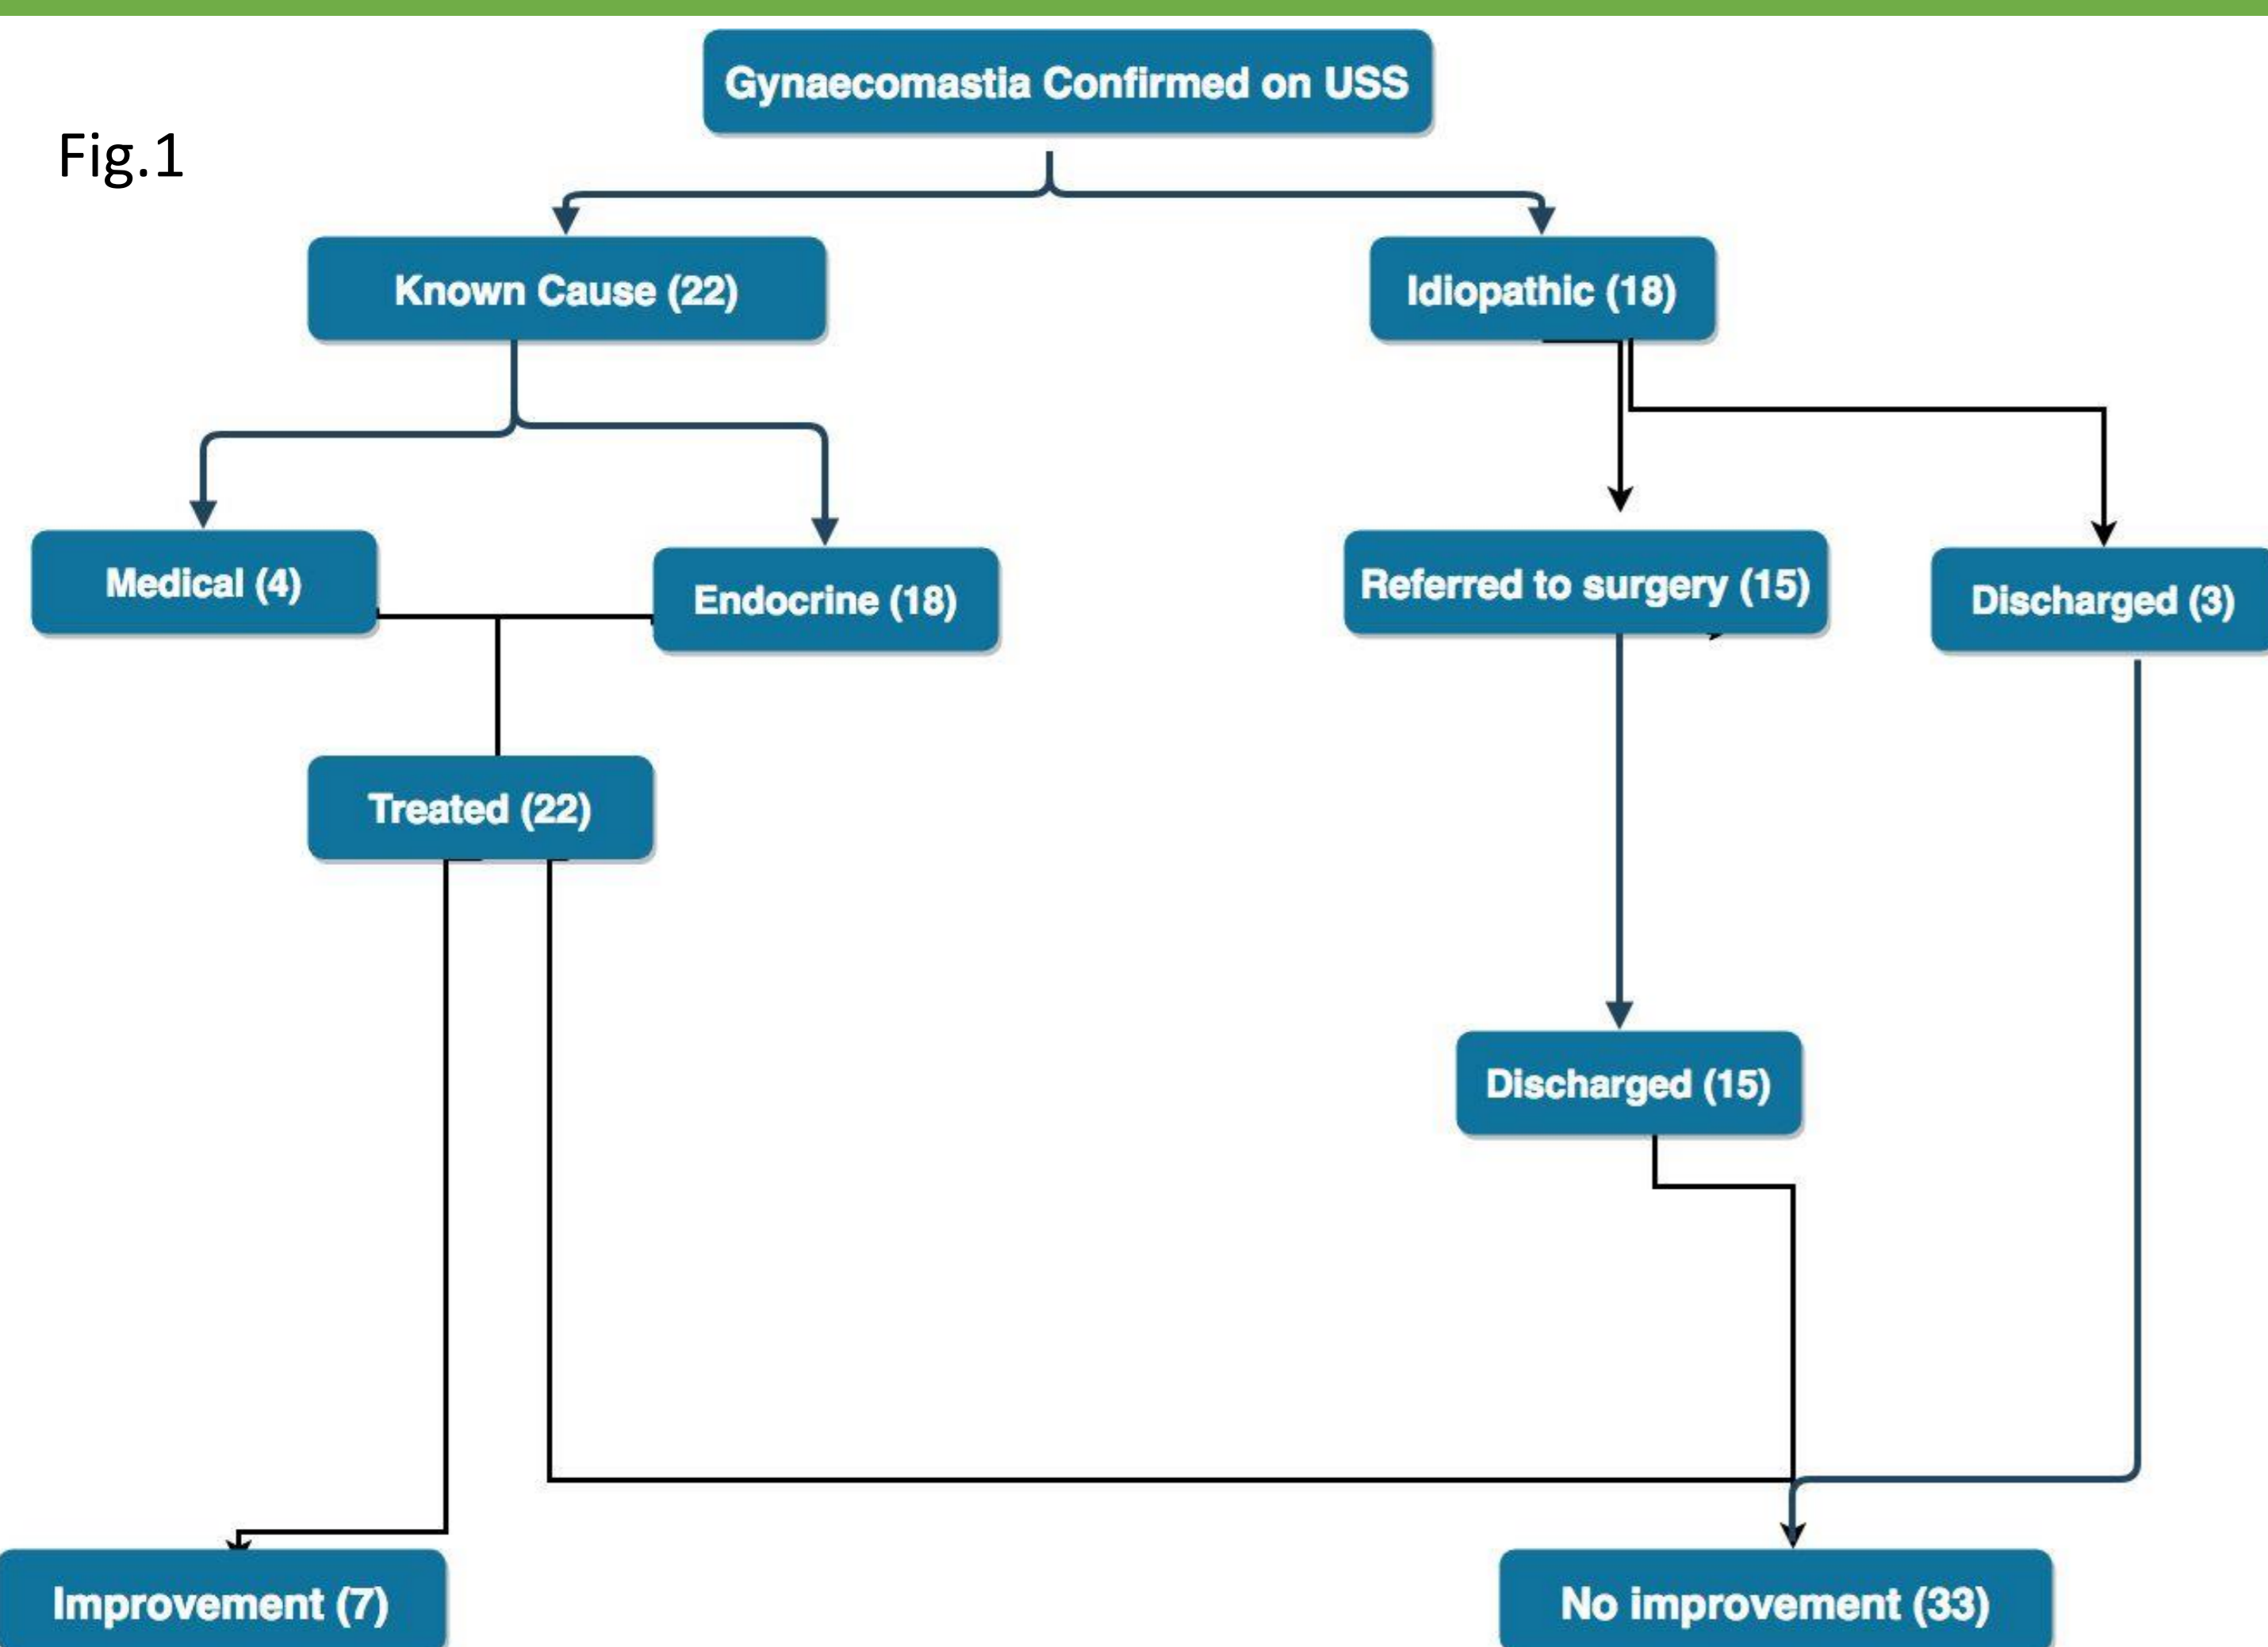 Gynaecomastia Confirmed on USS
Fig.1
Known Cause (22)
Idiopathic (18)
Medical (4)
Endocrine (18)
Referred to surgery (15)
Discharged (3)
Treated (22)
Discharged (15)
Improvement (7)
No improvement (33)